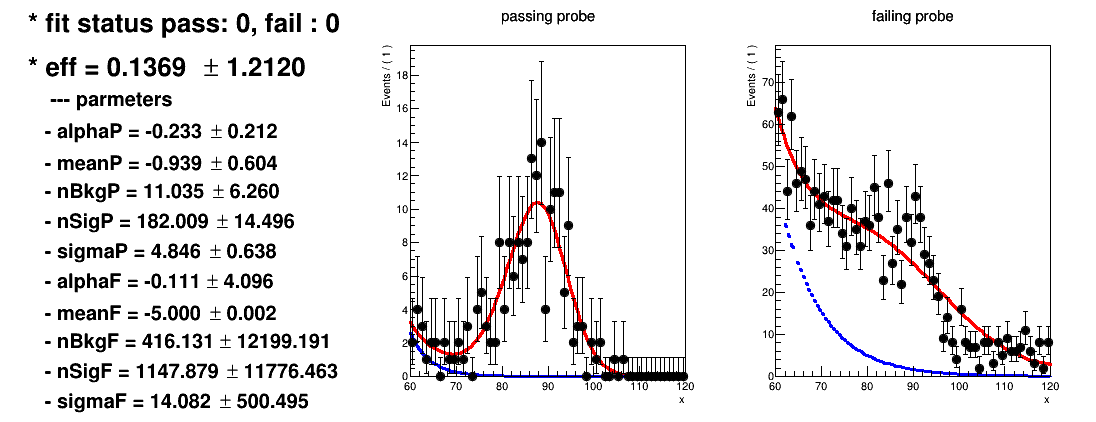 * fit status pass: 0, fail : 0
* eff = 0.1369 ± 1.2120
--- parmeters
- alphaP = -0.233 ± 0.212
- meanP = -0.939 ± 0.604
- nBkgP = 11.035 ± 6.260
- nSigP = 182.009 ± 14.496
- sigmaP = 4.846 ± 0.638
- alphaF = -0.111 ± 4.096
- meanF = -5.000 ± 0.002
- nBkgF = 416.131 ± 12199.191
- nSigF = 1147.879 ± 11776.463
- sigmaF = 14.082 ± 500.495
passing probe
Events / ( 1 )
18
16
14
12
10
8
6
4
2
0
60 70 80 90 100 110 120
x
failing probe
Events / ( 1 )
70
60
50
40
30
20
10
0
60 70 80 90 100 110 120
x